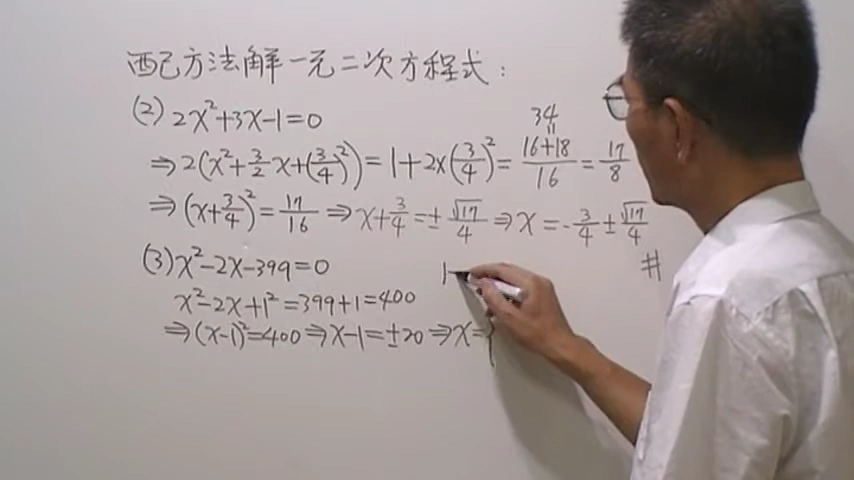 配方法解一元二次方程式:
(2) 2x²+3x-1=0
⇒2(x²+3/2x+(3/4)²)=1+2x(3/4)²=(16+18)/16=17/8
34
=
⇒(x+3/4)²=17/16⇒x+3/4=±√17/4⇒x=-3/4±√17/4
#
(3) x²-2x-399=0
x²-2x+1²=399+1=400
⇒(x-1)²=400⇒x-1=±20⇒x={
1-